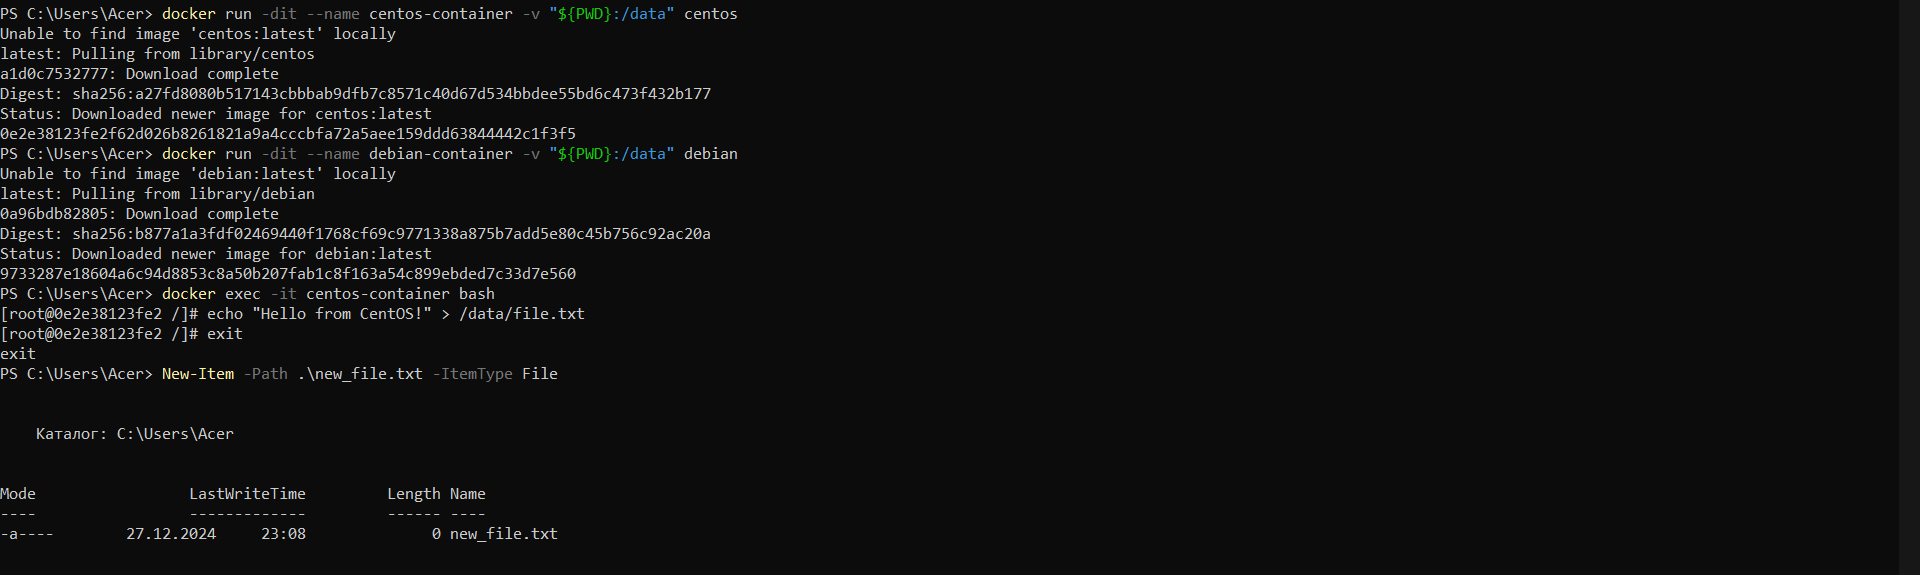 PS C:\Users\Acer> docker run -dit --name centos-container -v "${PWD}:/data" centos
Unable to find image 'centos:latest' locally
latest: Pulling from library/centos
a1d0c7532777: Download complete
Digest: sha256:a27fd8080b517143cbbbab9dfb7c8571c40d67d534bbdee55bd6c473f432b177
Status: Downloaded newer image for centos:latest
0e2e38123fe2f62d026b8261821a9a4cccbfa72a5aee159ddd63844442c1f3f5
PS C:\Users\Acer> docker run -dit --name debian-container -v "${PWD}:/data" debian
Unable to find image 'debian:latest' locally
latest: Pulling from library/debian
0a96bdb82805: Download complete
Digest: sha256:b877a1a3fdf02469440f1768cf69c9771338a875b7add5e80c45b756c92ac20a
Status: Downloaded newer image for debian:latest
9733287e18604a6c94d8853c8a50b207fab1c8f163a54c899ebded7c33d7e560
PS C:\Users\Acer> docker exec -it centos-container bash
[root@0e2e38123fe2 /]# echo "Hello from CentOS!" > /data/file.txt
[root@0e2e38123fe2 /]# exit
exit
PS C:\Users\Acer> New-Item -Path .\new_file.txt -ItemType File
Каталог: C:\Users\Acer
Mode                 LastWriteTime         Length Name
----                 -------------         ------ ----
-a----        27.12.2024     23:08              0 new_file.txt